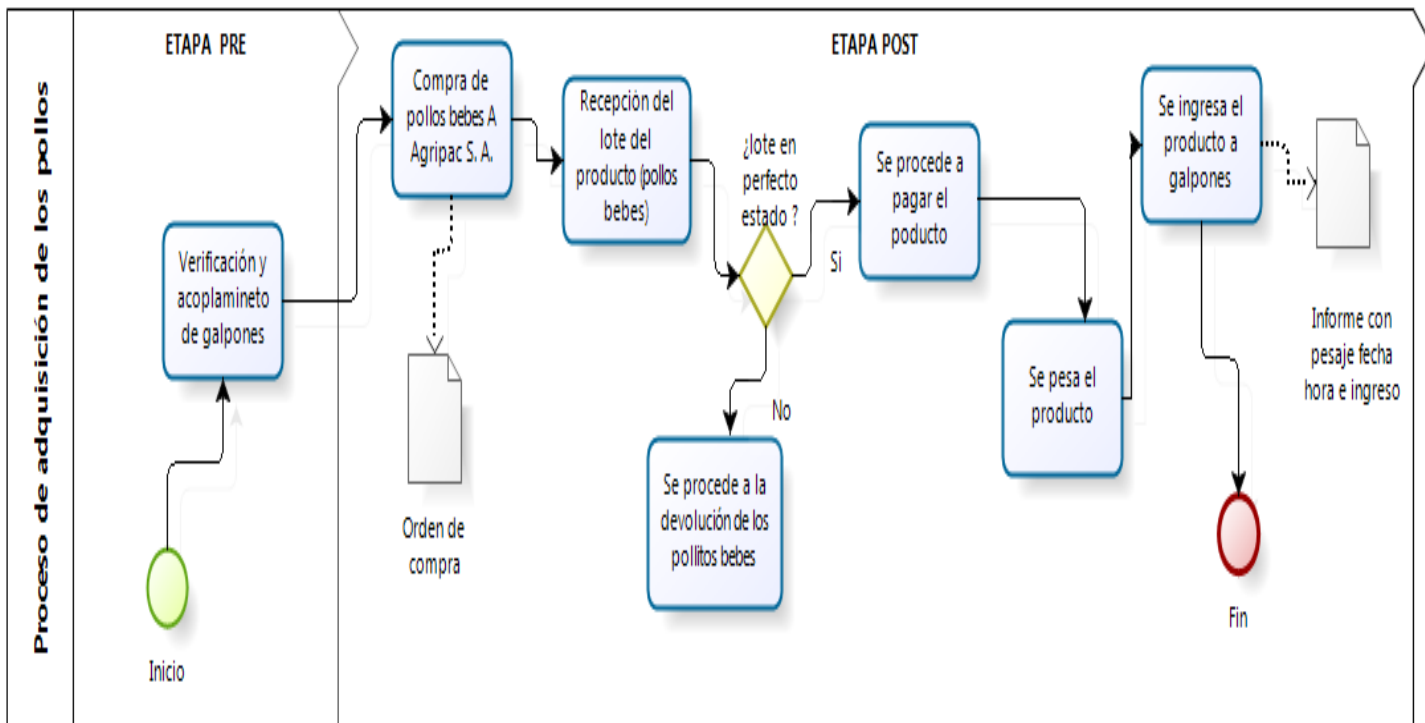 Proceso de adquisición de los pollos
ETAPA PRE
ETAPA POST
Inicio
Verificación y
acoplamineto
de galpones
Compra de
pollos bebes A
Agripac S. A.
Orden de
compra
Recepción del
lote del
producto (pollos
bebes)
¿lote en
perfecto
estado ?
Si
No
Se procede a la
devolución de los
pollitos bebes
Se procede a
pagar el
poducto
Se pesa el
producto
Se ingresa el
producto a
galpones
Informe con
pesaje fecha
hora e ingreso
Fin